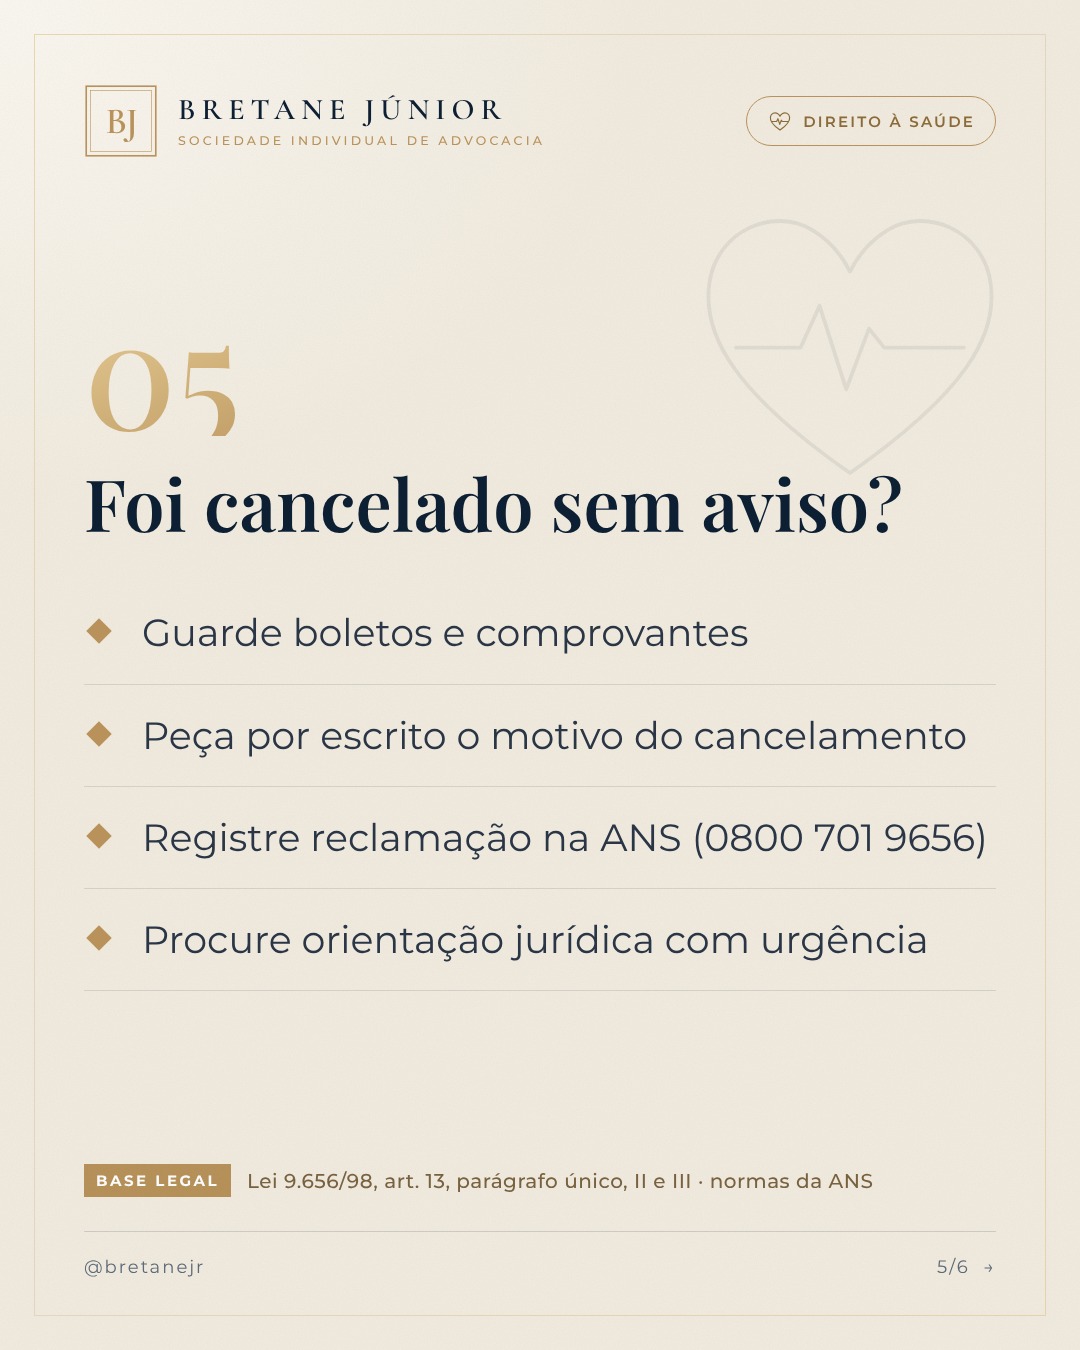 BJ
BRETANE JÚNIOR
SOCIEDADE INDIVIDUAL DE ADVOCACIA
DIREITO À SAÚDE
05
Foi cancelado sem aviso?
Guarde boletos e comprovantes
Peça por escrito o motivo do cancelamento
Registre reclamação na ANS (0800 701 9656)
Procure orientação jurídica com urgência
BASE LEGAL Lei 9.656/98, art. 13, parágrafo único, II e III · normas da ANS
@bretanejr
5/6 →